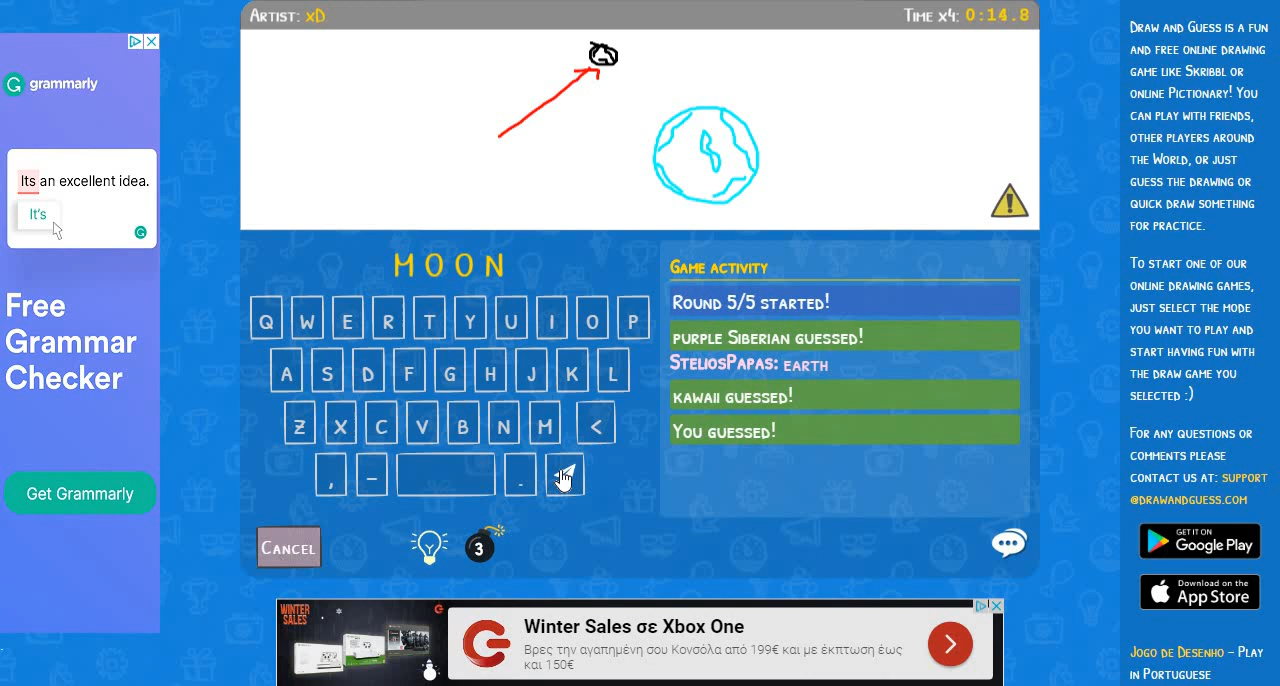 Artist: xD
Time x4: 0:14.8
grammarly
Its an excellent idea.
It's
Free
Grammar
Checker
Get Grammarly
MOON
Q W E R T Y U I O P
A S D F G H J K L
Z X C V B N M <
, - .
Cancel
3
Game activity
Round 5/5 started!
purple Siberian guessed!
SteliosPapas: earth
kawaii guessed!
You guessed!
Draw and Guess is a fun
and free online drawing
game like Skribbl or
online Pictionary! You
can play with friends,
other players around
the World, or just
guess the drawing or
quick draw something
for practice.
To start one of our
online drawing games,
just select the mode
you want to play and
start having fun with
the draw game you
selected :)
For any questions or
comments please
contact us at: support
@drawandguess.com
GET IT ON
Google Play
Download on the
App Store
Jogo de Desenho - Play
in Portuguese
WINTER
SALES
Winter Sales σε Xbox One
Βρες την αγαπημένη σου Κονσόλα από 199€ και με έκπτωση έως
και 150€